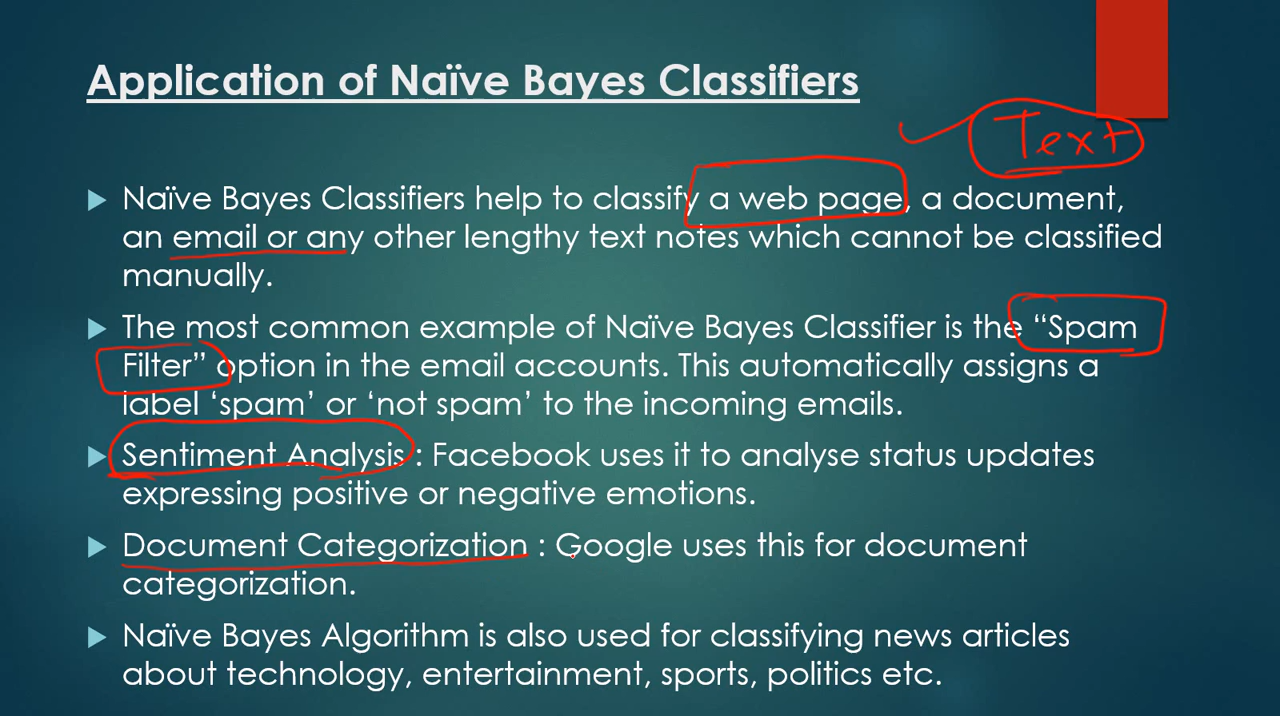 Application of Naïve Bayes Classifiers
Text
Naïve Bayes Classifiers help to classify a web page, a document,
an email or any other lengthy text notes which cannot be classified
manually.
The most common example of Naïve Bayes Classifier is the “Spam
Filter” option in the email accounts. This automatically assigns a
label ‘spam’ or ‘not spam’ to the incoming emails.
Sentiment Analysis : Facebook uses it to analyse status updates
expressing positive or negative emotions.
Document Categorization : Google uses this for document
categorization.
Naïve Bayes Algorithm is also used for classifying news articles
about technology, entertainment, sports, politics etc.